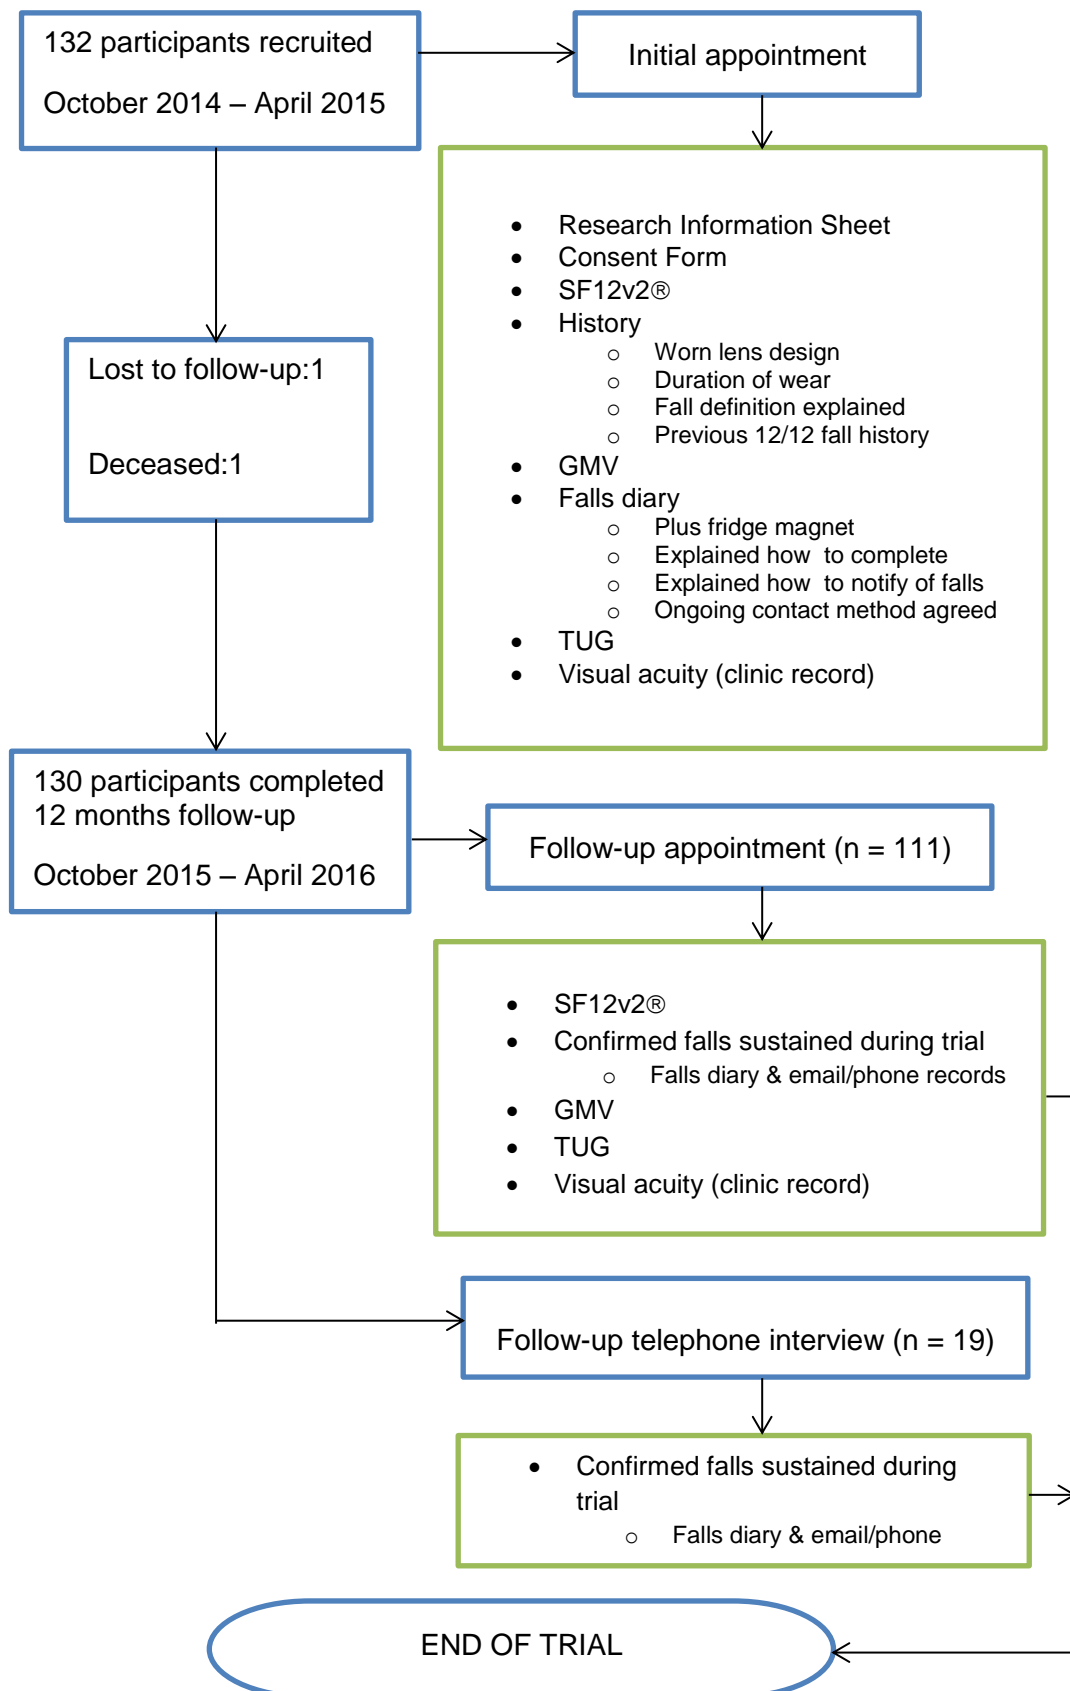 132 participants recruited
October 2014 – April 2015
Initial appointment
• Research Information Sheet
• Consent Form
• SF12v2®
• History
o Worn lens design
o Duration of wear
o Fall definition explained
o Previous 12/12 fall history
• GMV
• Falls diary
o Plus fridge magnet
o Explained how to complete
o Explained how to notify of falls
o Ongoing contact method agreed
• TUG
• Visual acuity (clinic record)
Lost to follow-up:1
Deceased:1
130 participants completed
12 months follow-up
October 2015 – April 2016
Follow-up appointment (n = 111)
• SF12v2®
• Confirmed falls sustained during trial
o Falls diary & email/phone records
• GMV
• TUG
• Visual acuity (clinic record)
Follow-up telephone interview (n = 19)
• Confirmed falls sustained during
trial
o Falls diary & email/phone
END OF TRIAL